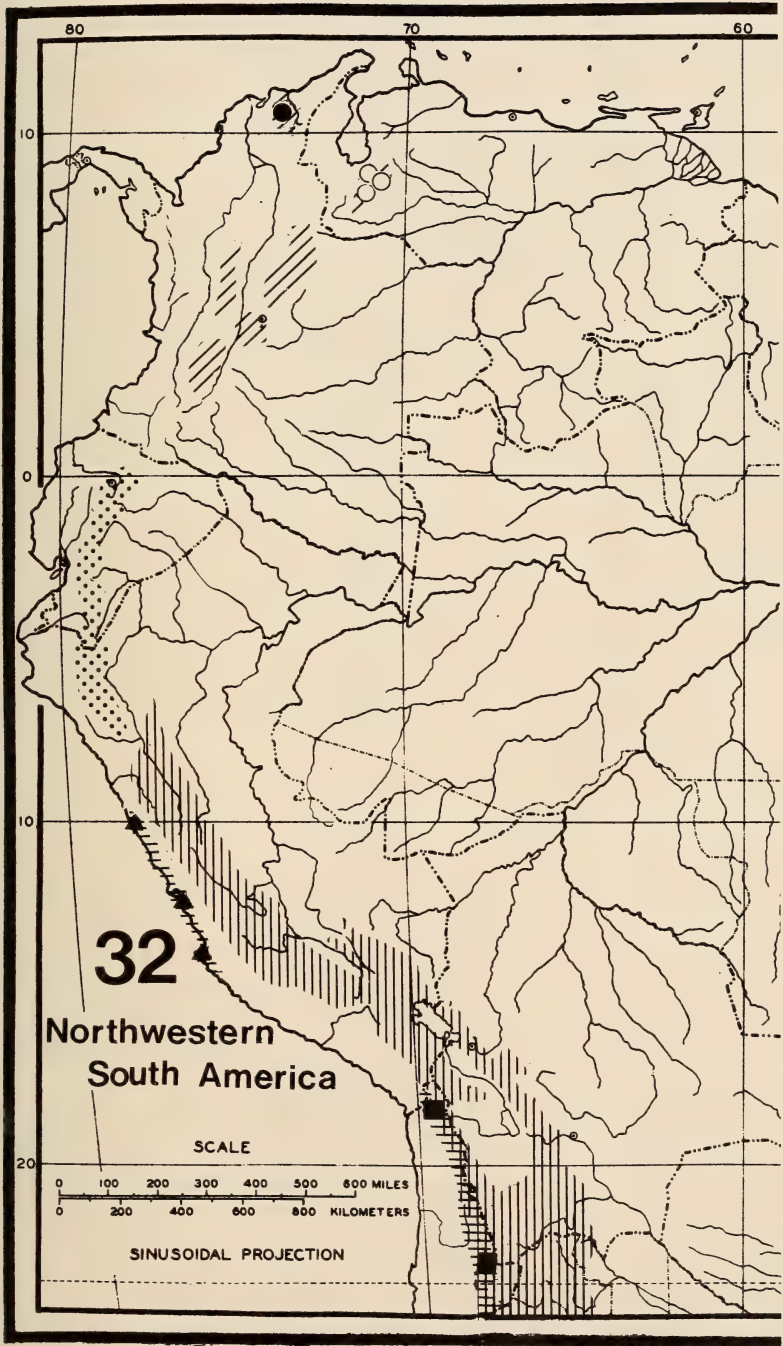 80 70 60
10
0
10
32
Northwestern
South America
SCALE
20
0 100 200 300 400 500 600 MILES
0 200 400 600 800 KILOMETERS
SINUSOIDAL PROJECTION